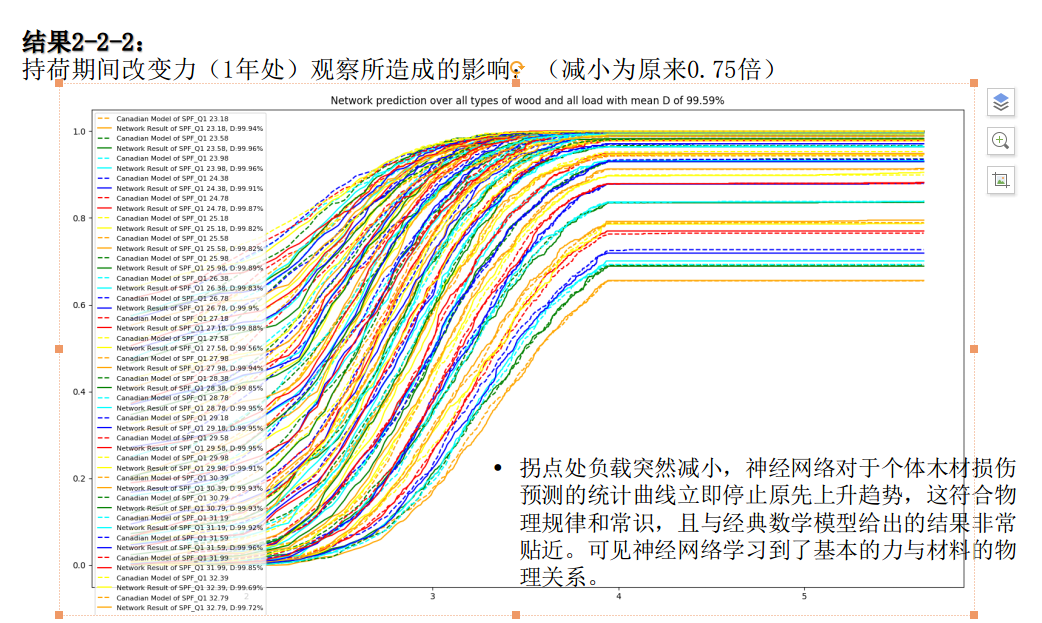 结果2-2-2：
持荷期间改变力（1年处）观察所造成的影响：（减小为原来0.75倍）
Network prediction over all types of wood and all load with mean D of 99.59%
1.0
0.8
0.6
0.4
0.2
0.0
Canadian Model of SPF_Q1 23.18
Network Result of SPF_Q1 23.18, D:99.94%
Canadian Model of SPF_Q1 23.58
Network Result of SPF_Q1 23.58, D:99.96%
Canadian Model of SPF_Q1 23.98
Network Result of SPF_Q1 23.98, D:99.96%
Canadian Model of SPF_Q1 24.38
Network Result of SPF_Q1 24.38, D:99.91%
Canadian Model of SPF_Q1 24.78
Network Result of SPF_Q1 24.78, D:99.87%
Canadian Model of SPF_Q1 25.18
Network Result of SPF_Q1 25.18, D:99.82%
Canadian Model of SPF_Q1 25.58
Network Result of SPF_Q1 25.58, D:99.82%
Canadian Model of SPF_Q1 25.98
Network Result of SPF_Q1 25.98, D:99.89%
Canadian Model of SPF_Q1 26.38
Network Result of SPF_Q1 26.38, D:99.83%
Canadian Model of SPF_Q1 26.78
Network Result of SPF_Q1 26.78, D:99.9%
Canadian Model of SPF_Q1 27.18
Network Result of SPF_Q1 27.18, D:99.88%
Canadian Model of SPF_Q1 27.58
Network Result of SPF_Q1 27.58, D:99.56%
Canadian Model of SPF_Q1 27.98
Network Result of SPF_Q1 27.98, D:99.94%
Canadian Model of SPF_Q1 28.38
Network Result of SPF_Q1 28.38, D:99.85%
Canadian Model of SPF_Q1 28.78
Network Result of SPF_Q1 28.78, D:99.95%
Canadian Model of SPF_Q1 29.18
Network Result of SPF_Q1 29.18, D:99.95%
Canadian Model of SPF_Q1 29.58
Network Result of SPF_Q1 29.58, D:99.95%
Canadian Model of SPF_Q1 29.98
Network Result of SPF_Q1 29.98, D:99.91%
Canadian Model of SPF_Q1 30.39
Network Result of SPF_Q1 30.39, D:99.93%
Canadian Model of SPF_Q1 30.79
Network Result of SPF_Q1 30.79, D:99.93%
Canadian Model of SPF_Q1 31.19
Network Result of SPF_Q1 31.19, D:99.92%
Canadian Model of SPF_Q1 31.59
Network Result of SPF_Q1 31.59, D:99.96%
Canadian Model of SPF_Q1 31.99
Network Result of SPF_Q1 31.99, D:99.85%
Canadian Model of SPF_Q1 32.39
Network Result of SPF_Q1 32.39, D:99.69%
Canadian Model of SPF_Q1 32.79
Network Result of SPF_Q1 32.79, D:99.72%
2 3 4 5
• 拐点处负载突然减小，神经网络对于个体木材损伤
预测的统计曲线立即停止原先上升趋势，这符合物
理规律和常识，且与经典数学模型给出的结果非常
贴近。可见神经网络学习到了基本的力与材料的物
理关系。